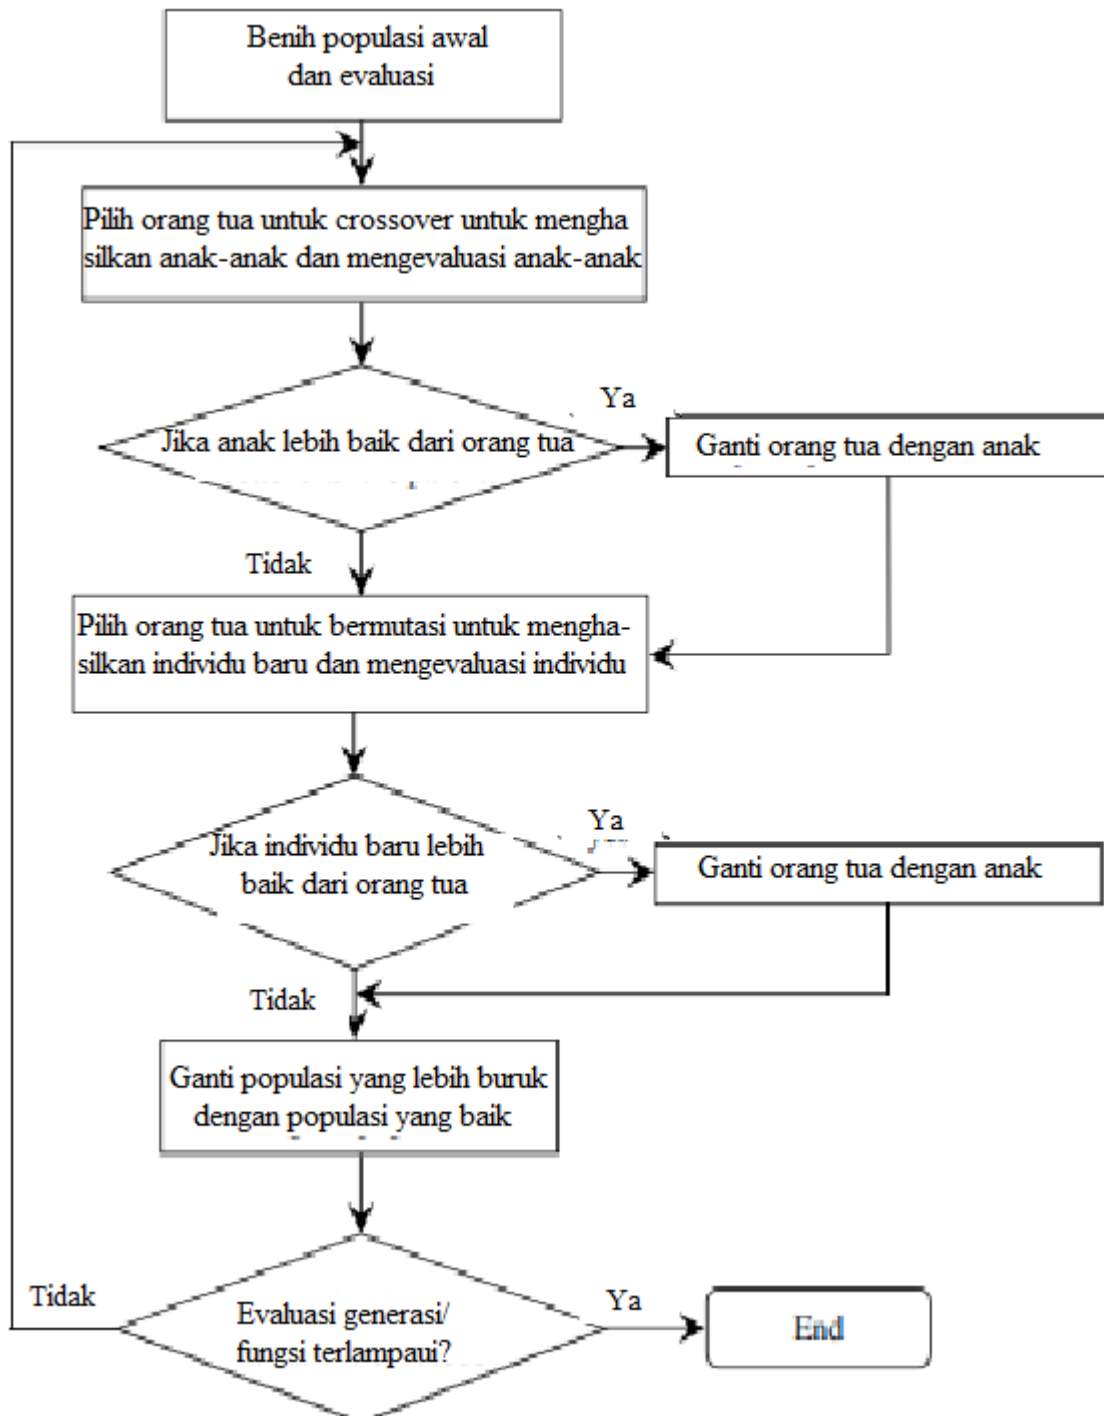 Benih populasi awal
dan evaluasi
Pilih orang tua untuk crossover untuk mengha
silkan anak-anak dan mengevaluasi anak-anak
Ya
Jika anak lebih baik dari orang tua
Ganti orang tua dengan anak
Tidak
Pilih orang tua untuk bermutasi untuk mengha-
silkan individu baru dan mengevaluasi individu
Ya
Jika individu baru lebih
baik dari orang tua
Ganti orang tua dengan anak
Tidak
Ganti populasi yang lebih buruk
dengan populasi yang baik
Tidak
Evaluasi generasi/
fungsi terlampaui?
Ya
End